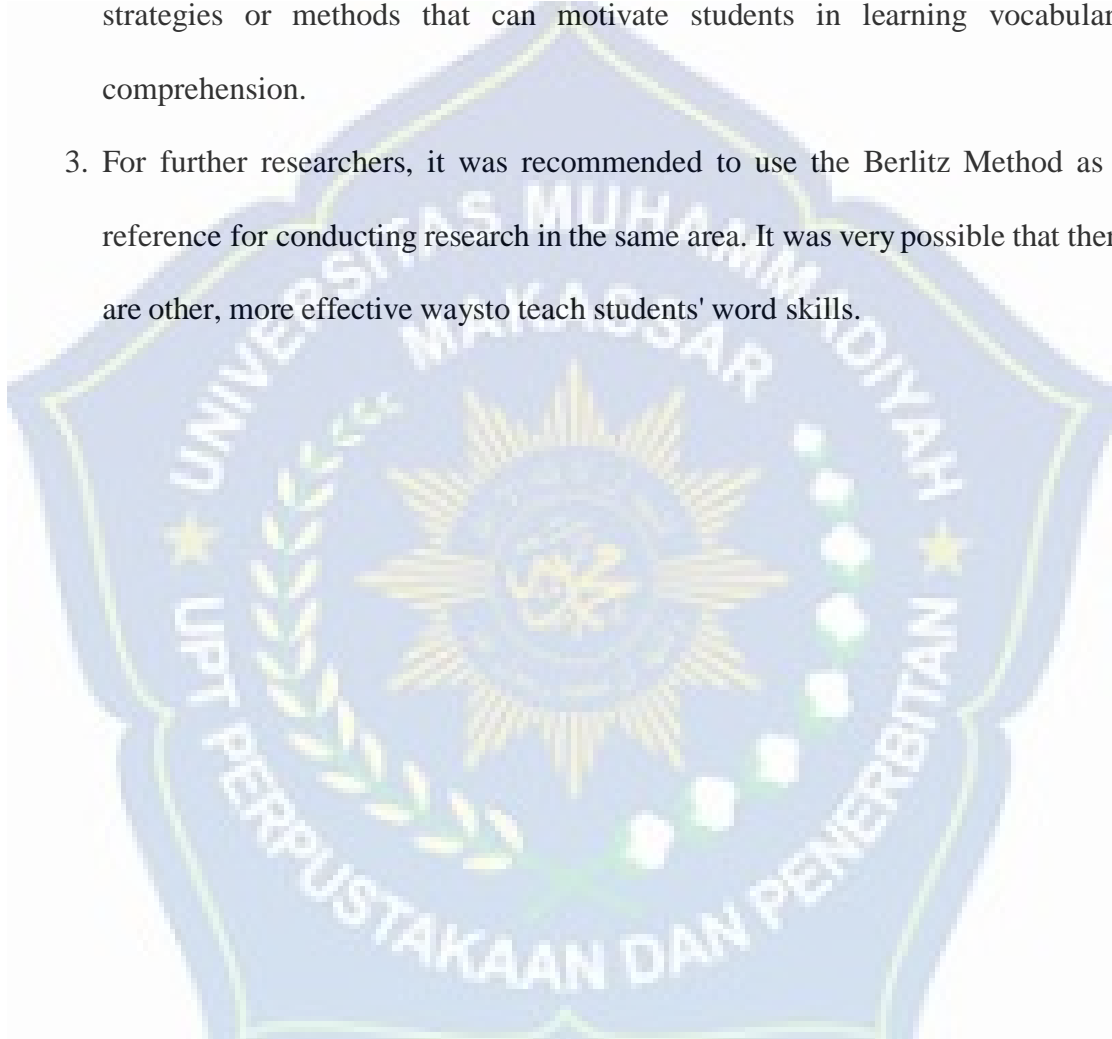 strategies or methods that can motivate students in learning vocabular
comprehension.
3. For further researchers, it was recommended to use the Berlitz Method as
reference for conducting research in the same area. It was very possible that ther
are other, more effective waysto teach students' word skills.
UNIVERSITAS MUHAMMADIYAH
MAKASSAR
UPT PERPUSTAKAAN DAN PENERBITAN